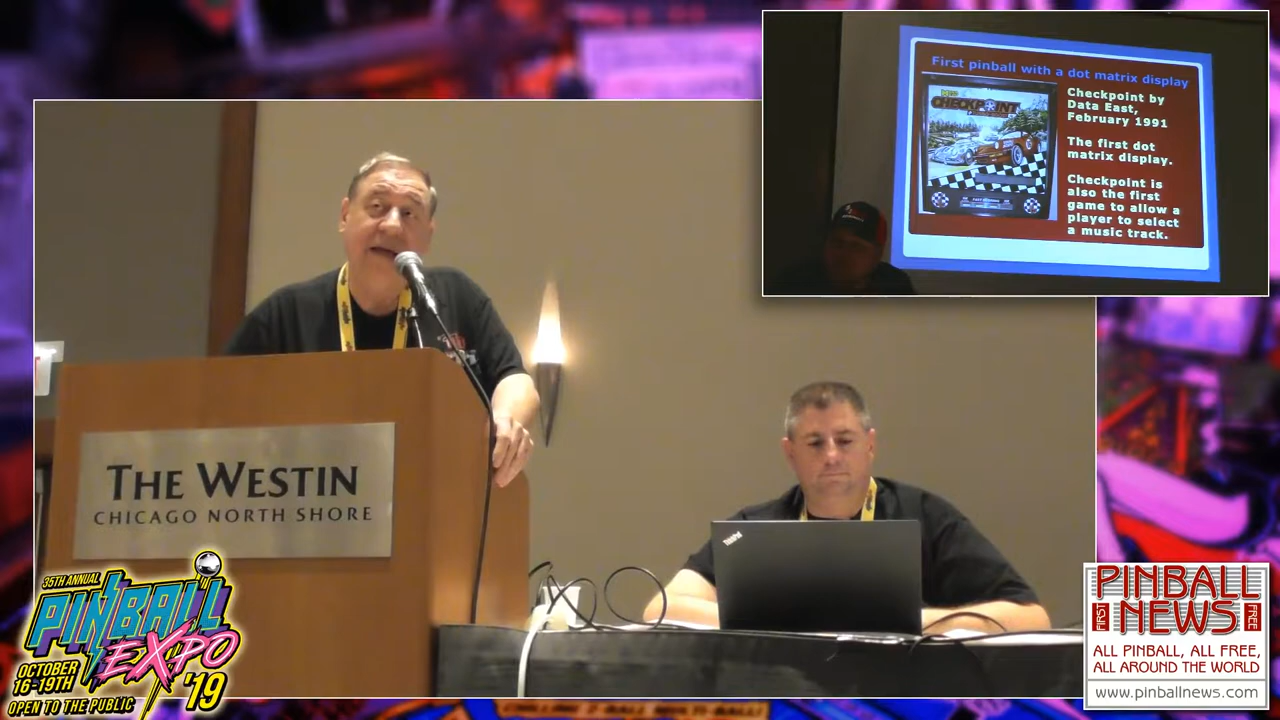 First pinball with a dot matrix display
CHECKPOINT
Checkpoint by
Data East,
February 1991
The first dot
matrix display.
Checkpoint is
also the first
game to allow a
player to select
a music track.
THE WESTIN
CHICAGO NORTH SHORE
ThinkPad
35TH ANNUAL
PINBALL
EXPO
OCTOBER
16-19TH
'19
OPEN TO THE PUBLIC
PINBALL
FIRST NEWS FREE
ALL PINBALL, ALL FREE,
ALL AROUND THE WORLD
www.pinballnews.com